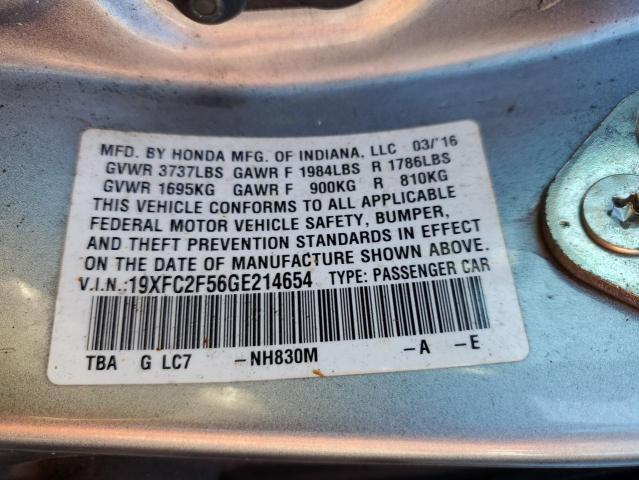 MFD. BY HONDA MFG. OF INDIANA, LLC 03/'16
GVWR 3737LBS GAWR F 1984LBS R 1786LBS
GVWR 1695KG GAWR F 900KG R 810KG
THIS VEHICLE CONFORMS TO ALL APPLICABLE
FEDERAL MOTOR VEHICLE SAFETY, BUMPER,
AND THEFT PREVENTION STANDARDS IN EFFECT
ON THE DATE OF MANUFACTURE SHOWN ABOVE.
V.I.N.:19XFC2F56GE214654 TYPE: PASSENGER CAR
TBA G LC7 –NH830M –A –E